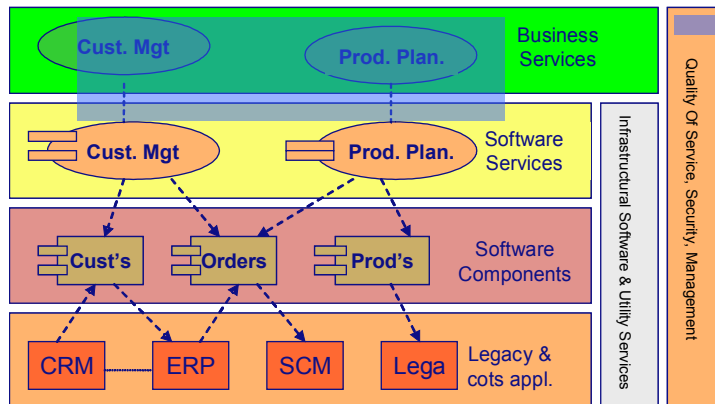 Cust. Mgt
Prod. Plan.
Business
Services
Cust. Mgt
Prod. Plan.
Software
Services
Cust's
Orders
Prod's
Software
Components
CRM
ERP
SCM
Lega
Legacy &
cots appl.
Infrastructural Software & Utility Services
Quality Of Service, Security, Management